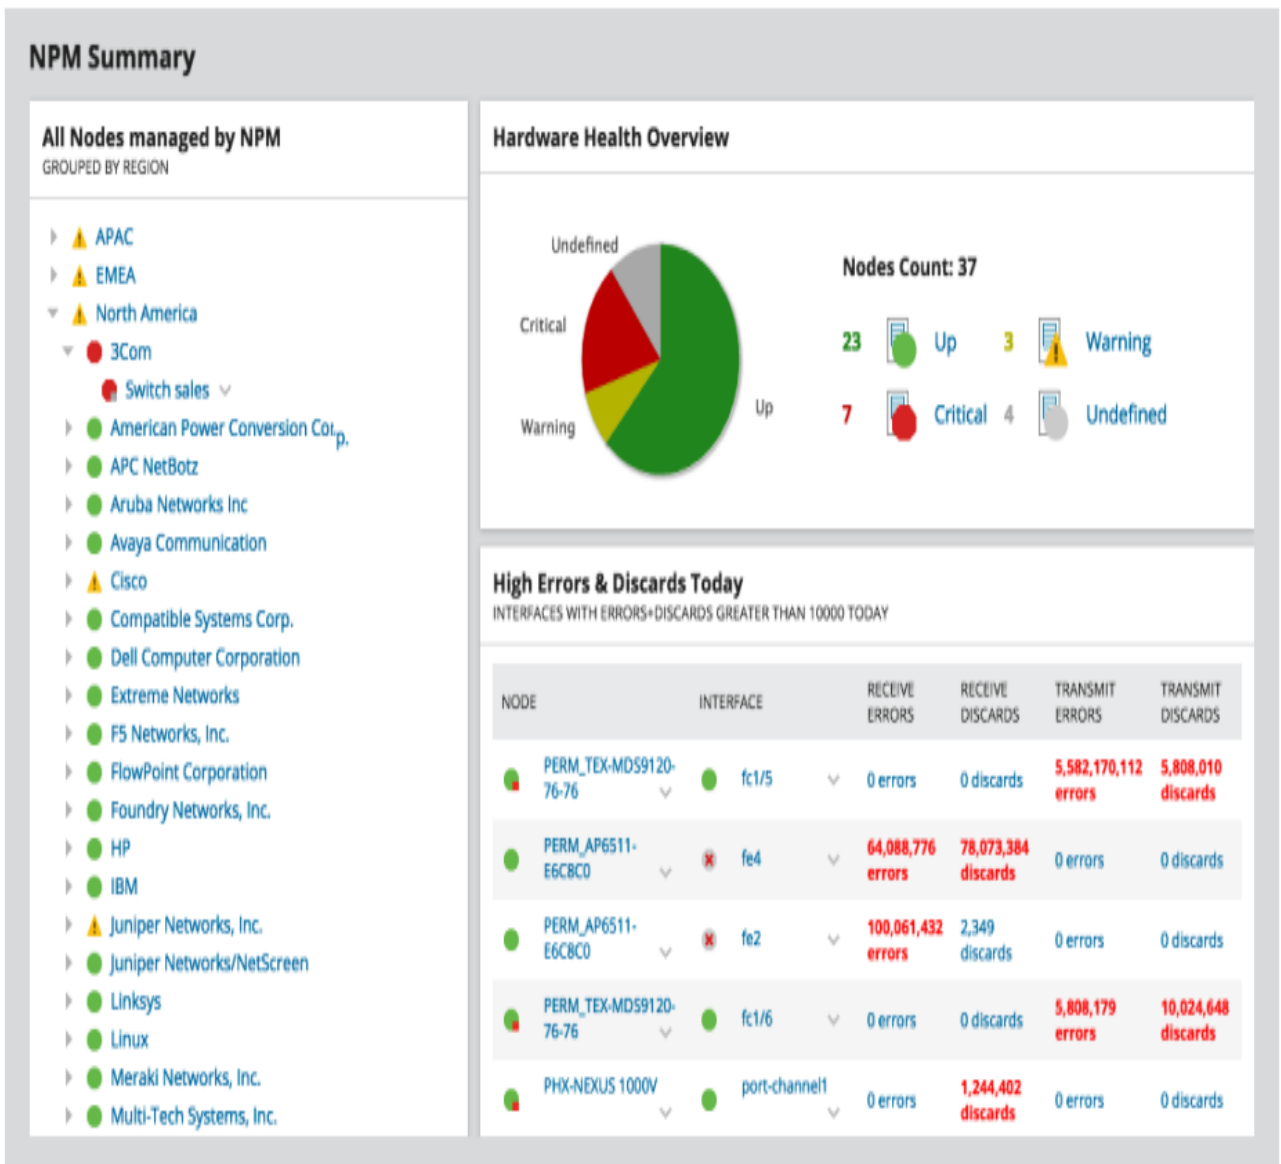 NPM Summary
All Nodes managed by NPM
GROUPED BY REGION
APAC
EMEA
North America
3Com
Switch sales
American Power Conversion Corp.
APC NetBotz
Aruba Networks Inc
Avaya Communication
Cisco
Compatible Systems Corp.
Dell Computer Corporation
Extreme Networks
F5 Networks, Inc.
FlowPoint Corporation
Foundry Networks, Inc.
HP
IBM
Juniper Networks, Inc.
Juniper Networks/NetScreen
Linksys
Linux
Meraki Networks, Inc.
Multi-Tech Systems, Inc.
Hardware Health Overview
Undefined
Critical
Warning
Up
Nodes Count: 37
23 Up 3 Warning
7 Critical 4 Undefined
High Errors & Discards Today
INTERFACES WITH ERRORS+DISCARDS GREATER THAN 10000 TODAY
NODE INTERFACE RECEIVE ERRORS RECEIVE DISCARDS TRANSMIT ERRORS TRANSMIT DISCARDS
PERM_TEX-MDS9120-76-76 fc1/5 0 errors 0 discards 5,582,170,112 errors 5,808,010 discards
PERM_AP6511-E6C8C0 fe4 64,088,776 errors 78,073,384 discards 0 errors 0 discards
PERM_AP6511-E6C8C0 fe2 100,061,432 errors 2,349 discards 0 errors 0 discards
PERM_TEX-MDS9120-76-76 fc1/6 0 errors 0 discards 5,808,179 errors 10,024,648 discards
PHX-NEXUS 1000V port-channel1 0 errors 1,244,402 discards 0 errors 0 discards